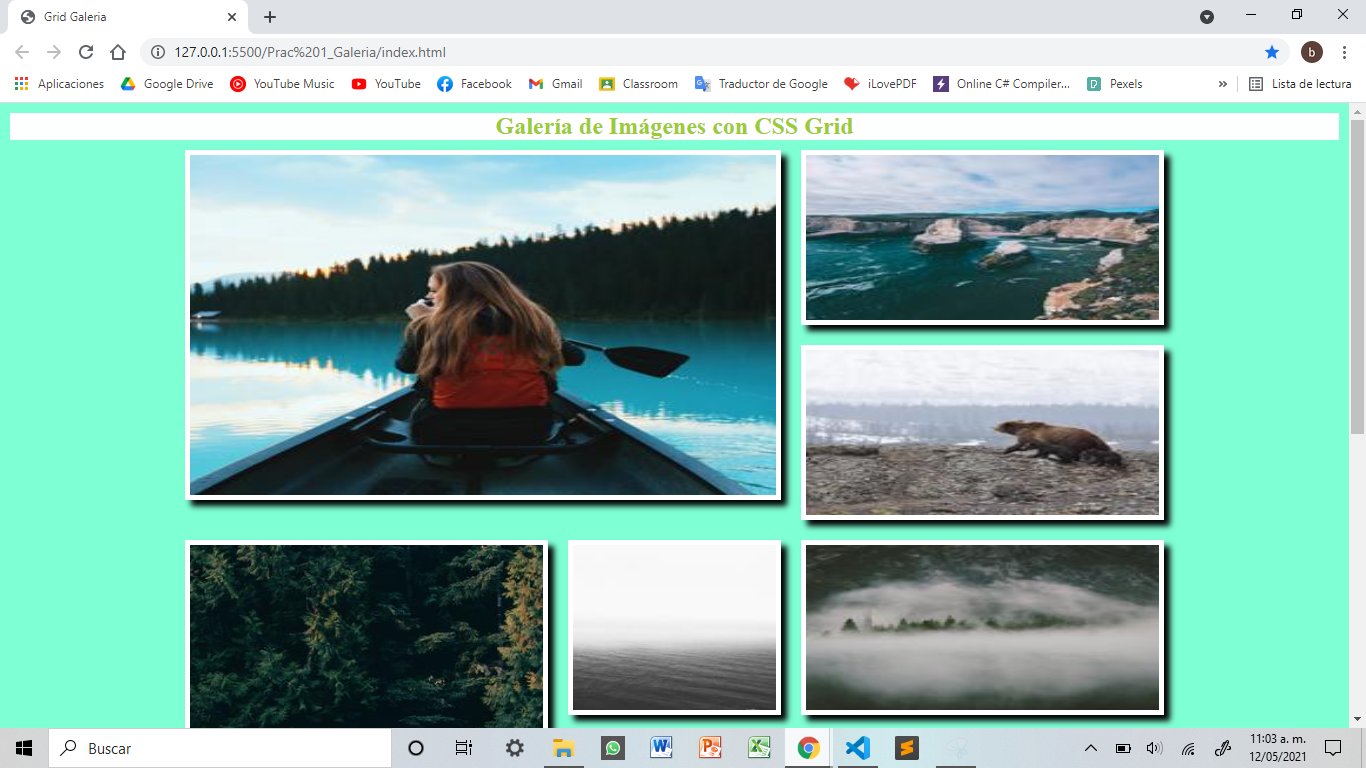 Grid Galeria
127.0.0.1:5500/Prac%201_Galeria/index.html
b
Aplicaciones Google Drive YouTube Music YouTube Facebook Gmail Classroom Traductor de Google iLovePDF Online C# Compiler... Pexels » Lista de lectura
Galería de Imágenes con CSS Grid
Buscar
11:03 a. m.
12/05/2021